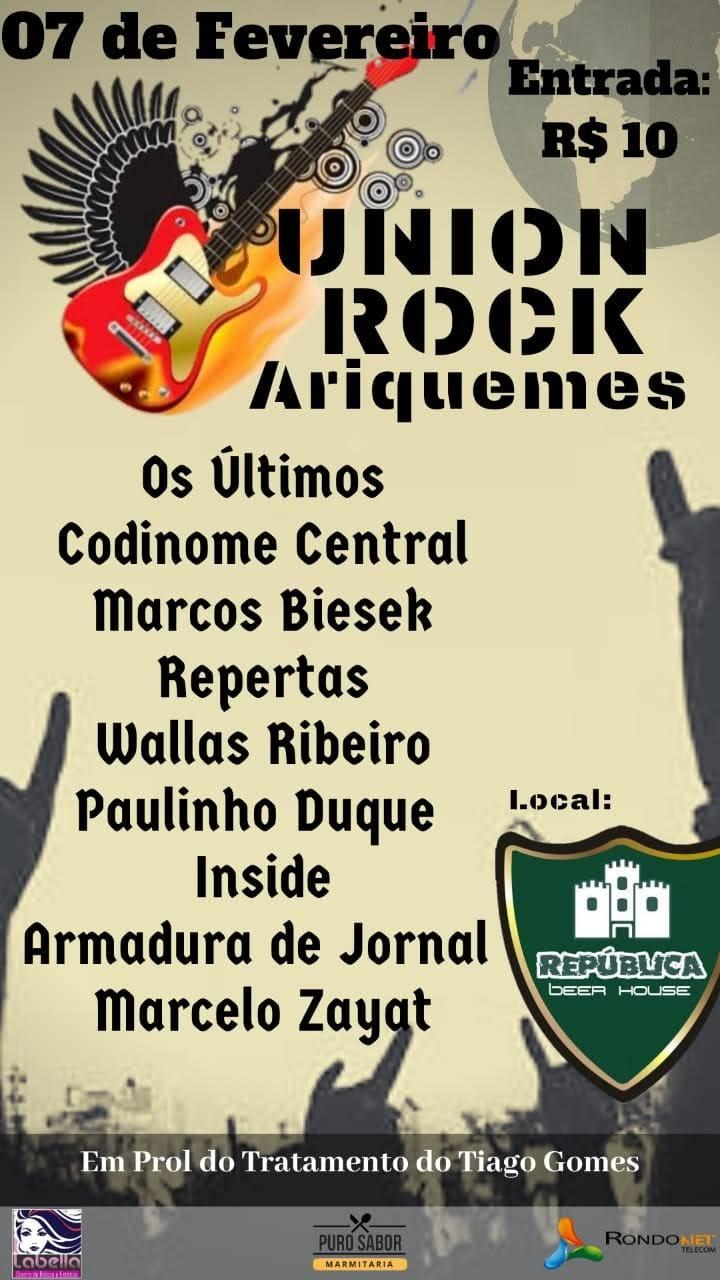 07 de Fevereiro
Entrada:
R$ 10
UNION
ROCK
Ariquemes
Os Últimos
Codinome Central
Marcos Biesek
Repertas
Wallas Ribeiro
Paulinho Duque
Inside
Armadura de Jornal
Marcelo Zayat
Local:
REPÚBLICA
BEER HOUSE
Em Prol do Tratamento do Tiago Gomes
Labella
PURO SABOR
MARMITARIA
RONDONET
TELECOM